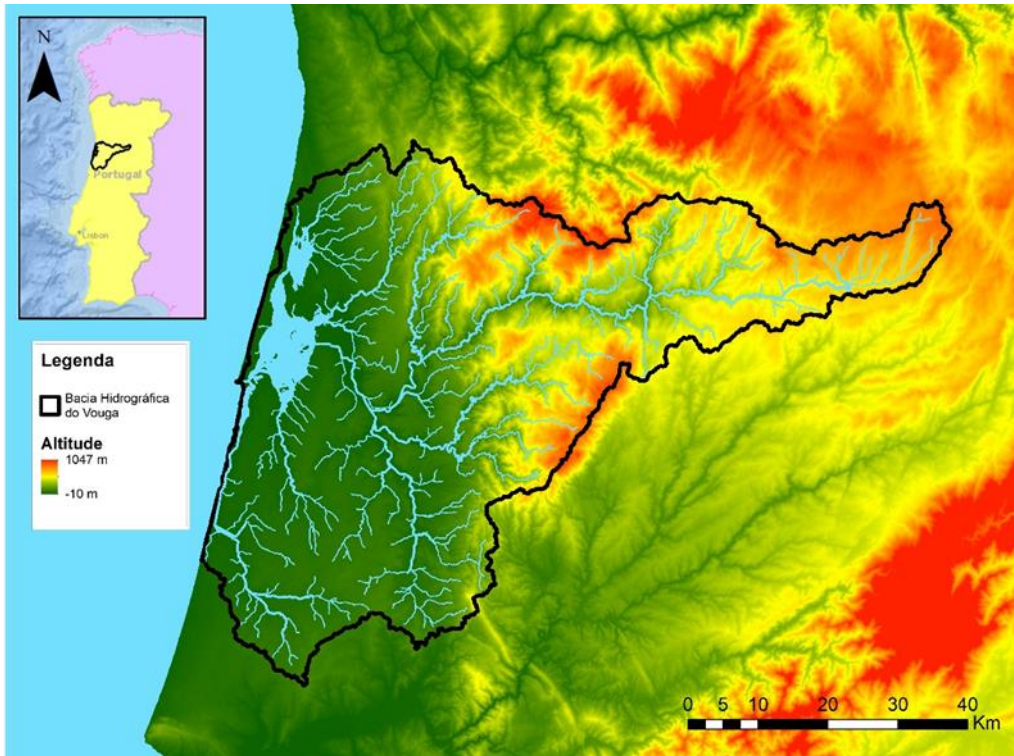 N
Portugal
Lisbon
Legenda
Bacia Hidrográfica
do Vouga
Altitude
1047 m
-10 m
0 5 10 20 30 40
Km